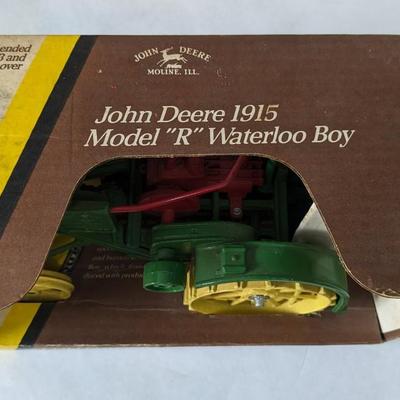 ended
3 and
over
JOHN DEERE
MOLINE, ILL.
John Deere 1915
Model "R" Waterloo Boy